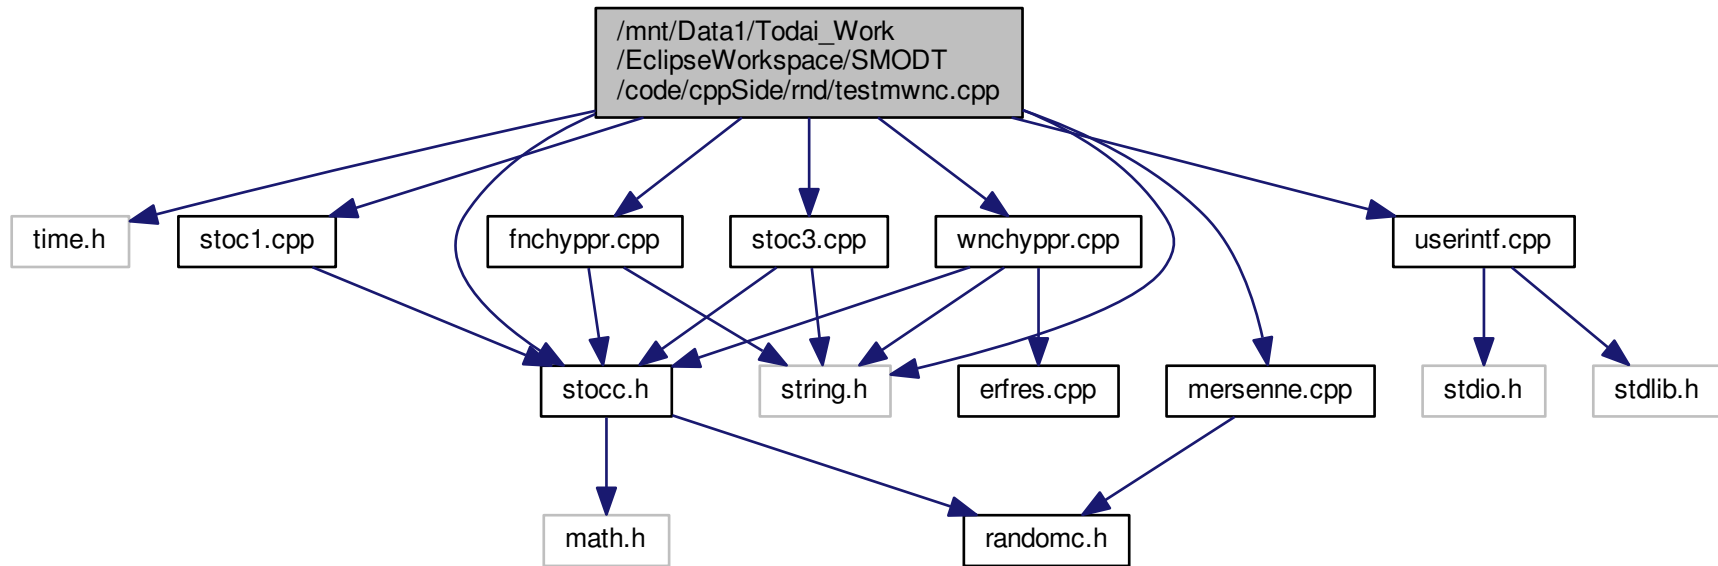 /mnt/Data1/Todai_Work
/EclipseWorkspace/SMODT
/code/cppSide/rnd/testmwnc.cpp
time.h
stoc1.cpp
fnchyppr.cpp
stoc3.cpp
wnchyppr.cpp
userintf.cpp
stocc.h
string.h
erfres.cpp
mersenne.cpp
stdio.h
stdlib.h
math.h
randomc.h